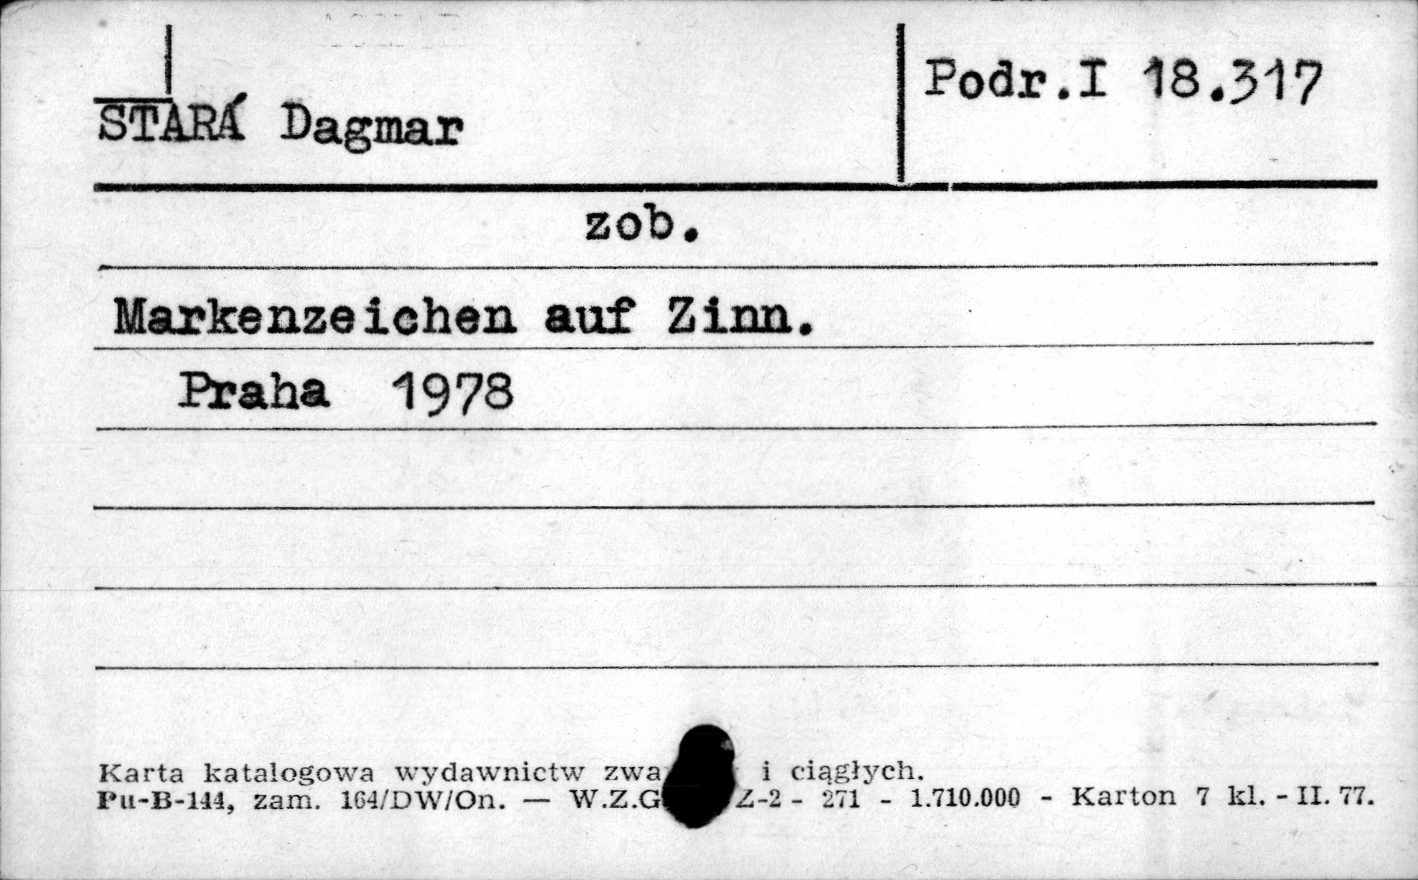 STARÁ Dagmar
Podr.I 18.317
zob.
Markenzeichen auf Zinn.
Praha 1978
Karta katalogowa wydawnictw i ciągłych.
Pu-B-144, zam. 164/DW/On. — Z-2 - 271 - 1.710.000 - Karton 7 kl. - II. 77.